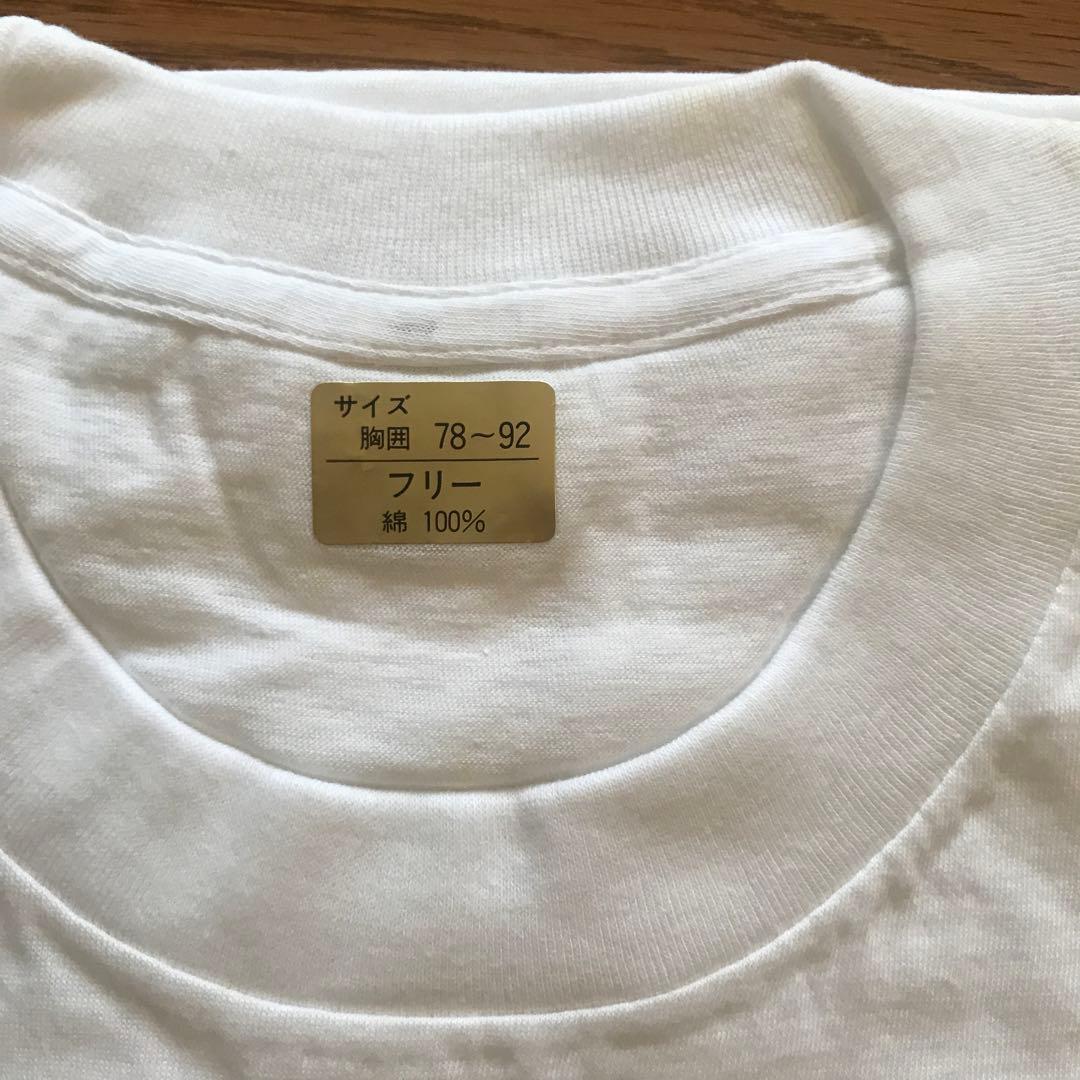 サイズ
胸囲 78～92
フリー
綿 100%